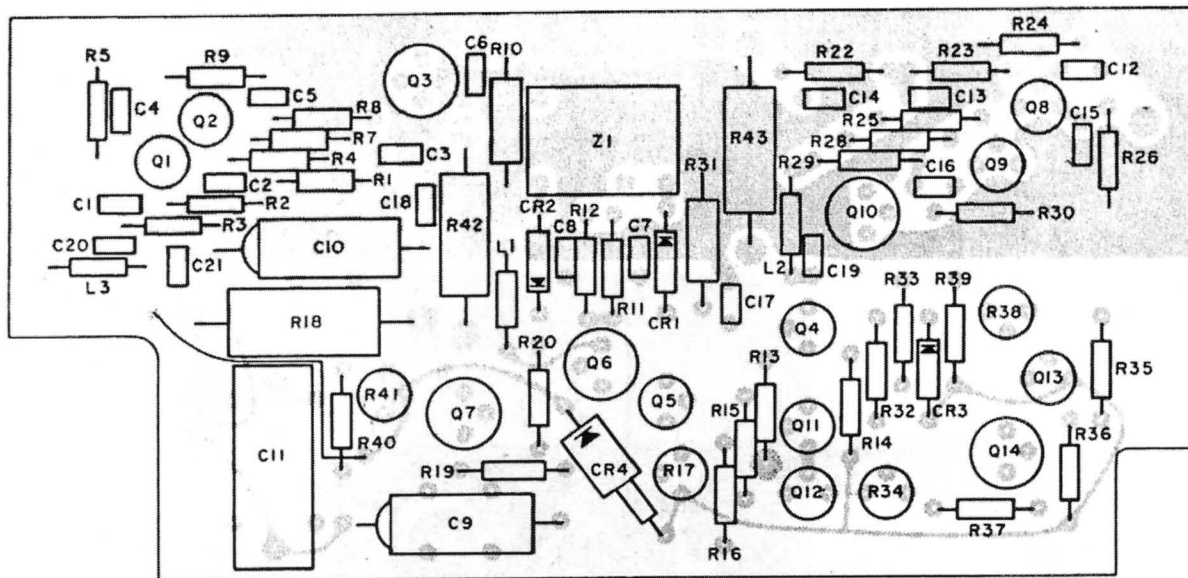 R5
R9
Q3
C6
R10
R22
R23
R24
C12
C4
Q2
C5
R8
R7
R4
R1
C3
Q1
C2
C1
R2
R3
C20
C21
L3
C10
C18
R42
L1
Z1
CR2
C8
R12
R11
C7
CR1
R31
R43
C14
C13
R25
R28
R29
Q8
C15
R26
Q9
C16
Q10
R30
L2
C19
C17
R18
R20
Q6
Q4
R33
R39
R38
R41
R40
C11
Q7
Q5
R15
R13
Q11
R14
R32
CR3
Q13
R35
R36
R19
CR4
R17
Q12
R34
Q14
R37
C9
R16